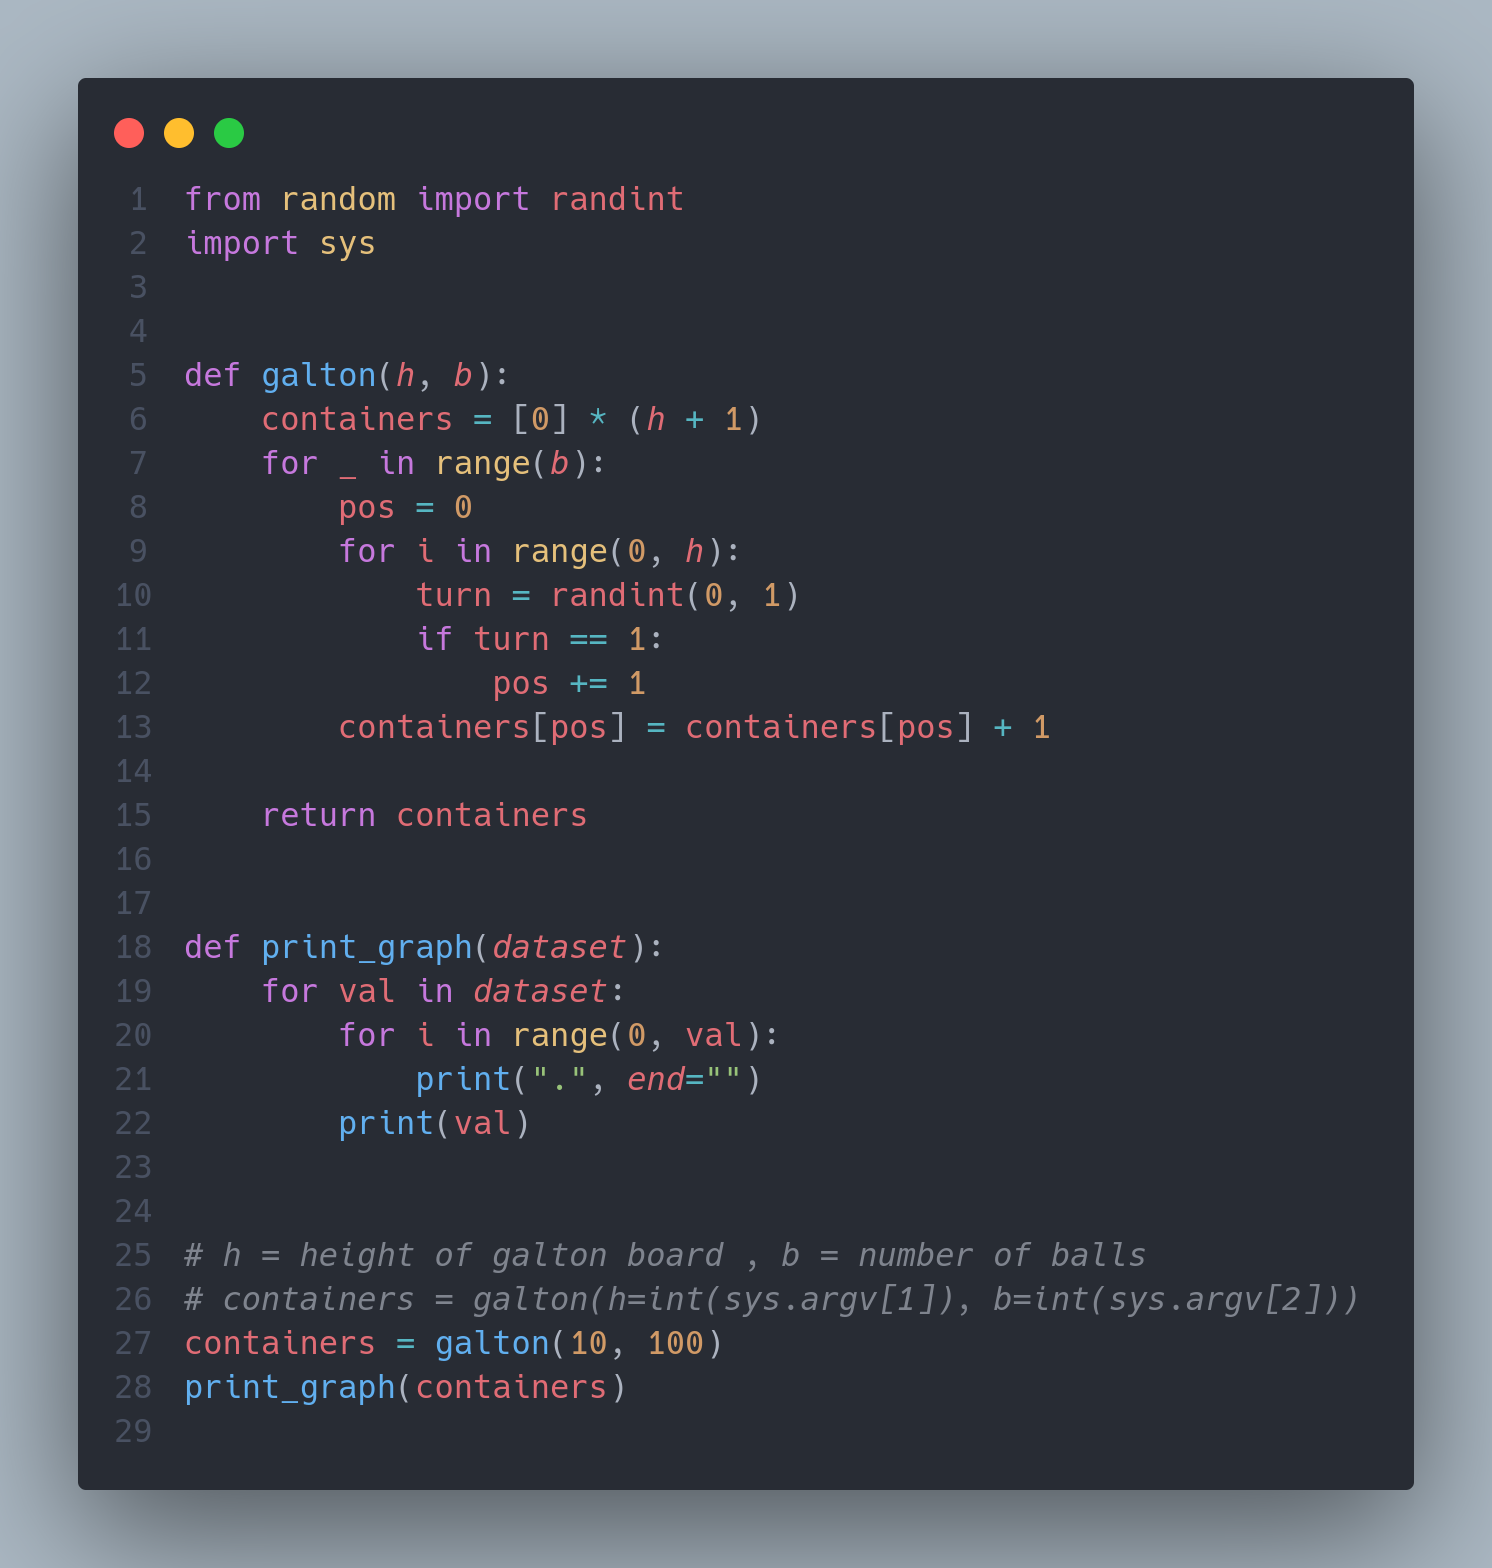 1 from random import randint
2 import sys
3
4
5 def galton(h, b):
6     containers = [0] * (h + 1)
7     for _ in range(b):
8         pos = 0
9         for i in range(0, h):
10             turn = randint(0, 1)
11             if turn == 1:
12                 pos += 1
13         containers[pos] = containers[pos] + 1
14
15     return containers
16
17
18 def print_graph(dataset):
19     for val in dataset:
20         for i in range(0, val):
21             print(".", end="")
22         print(val)
23
24
25 # h = height of galton board , b = number of balls
26 # containers = galton(h=int(sys.argv[1]), b=int(sys.argv[2]))
27 containers = galton(10, 100)
28 print_graph(containers)
29